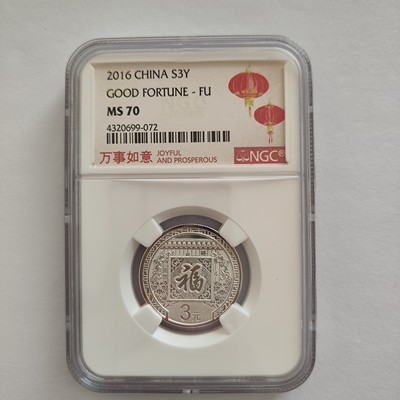 2016 CHINA S3Y
GOOD FORTUNE - FU
MS 70
4320699-072
万事如意 JOYFUL AND PROSPEROUS
NGC
福
3元